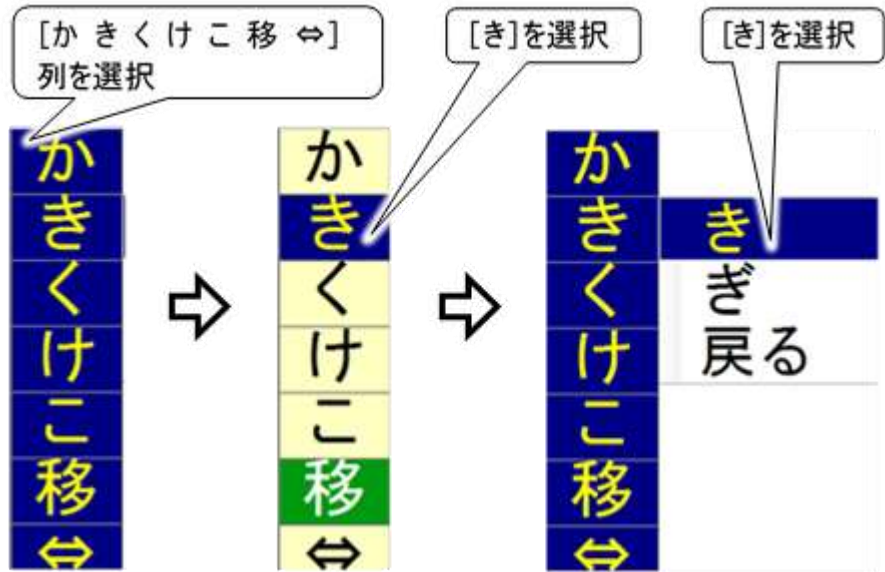 [か き く け こ 移 ⇔]
列を選択
[き]を選択
[き]を選択
か
き
く
け
こ
移
⇔
か
き
く
け
こ
移
⇔
か
き
く
け
こ
移
⇔
き
ぎ
戻る